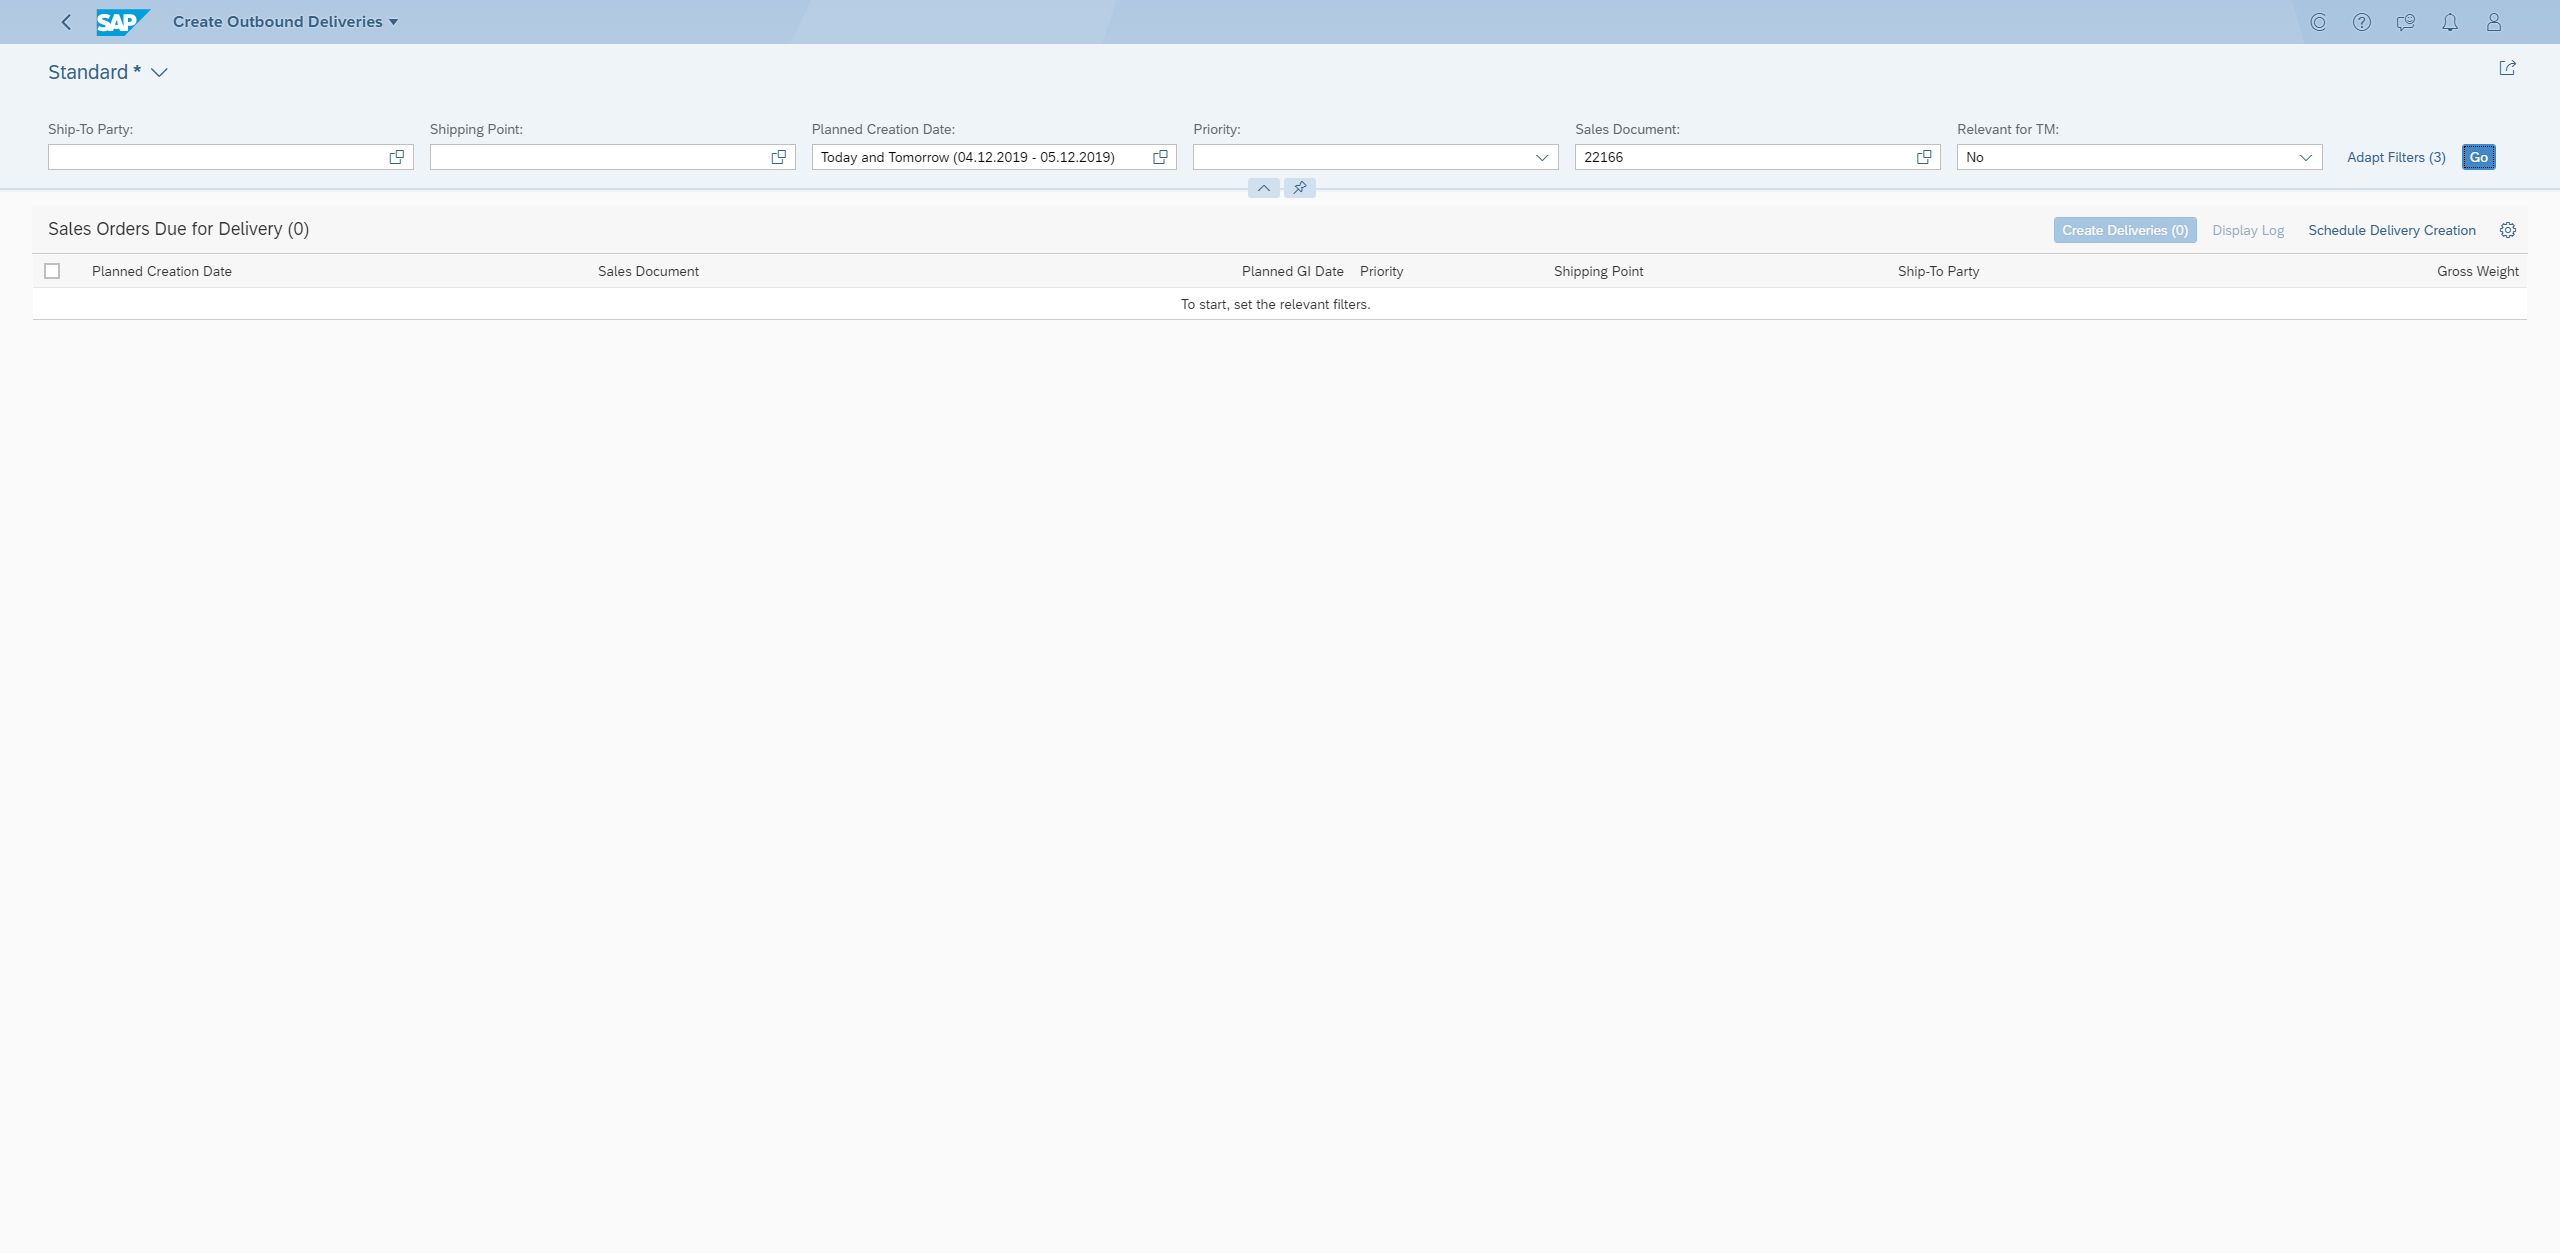 SAP Create Outbound Deliveries
Standard *
Ship-To Party: Shipping Point: Planned Creation Date: Priority: Sales Document: Relevant for TM:
Today and Tomorrow (04.12.2019 - 05.12.2019) 22166 No Adapt Filters (3) Go
Sales Orders Due for Delivery (0) Create Deliveries (0) Display Log Schedule Delivery Creation
Planned Creation Date Sales Document Planned GI Date Priority Shipping Point Ship-To Party Gross Weight
To start, set the relevant filters.